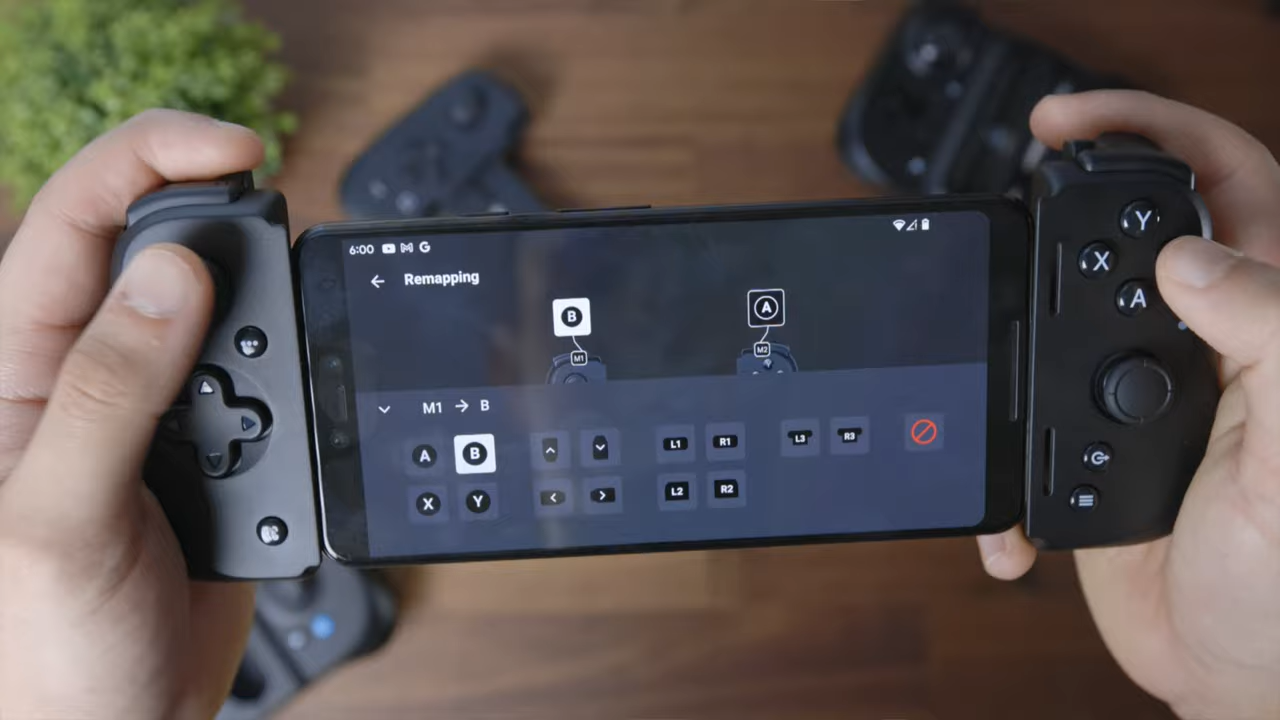 6:00
Remapping
B
A
M1
M2
M1 → B
A B L1 R1 L3 R3
X Y L2 R2
Y
X
A